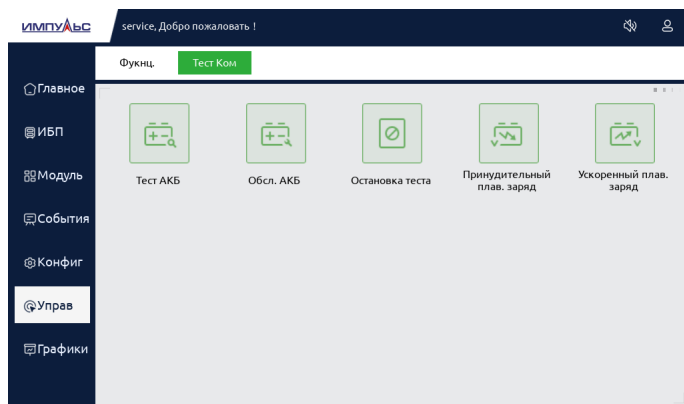 ИМПУЛЬС
service, Добро пожаловать !
Фукнц.
Тест Ком
Главное
ИБП
Модуль
События
Конфиг
Управ
Графики
Тест АКБ
Обсл. АКБ
Остановка теста
Принудительный
плав. заряд
Ускоренный плав.
заряд